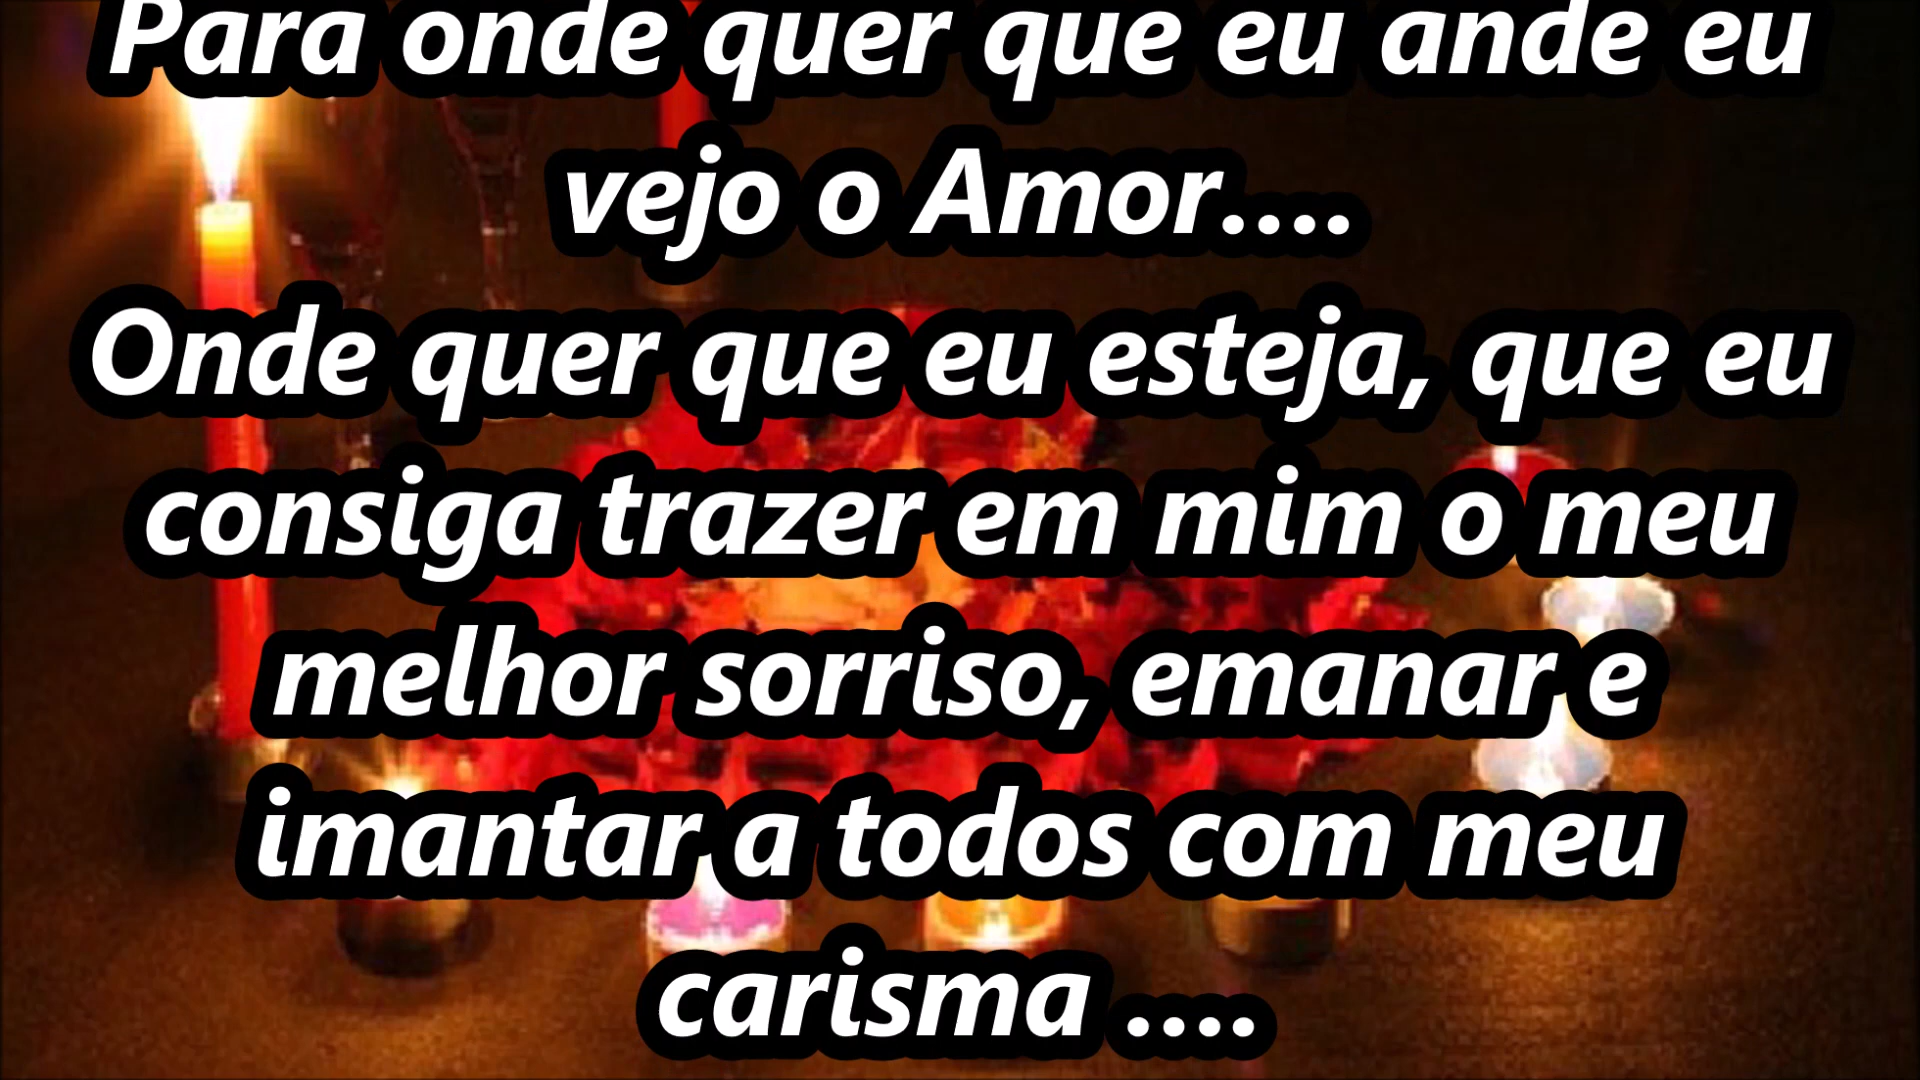 Para onde quer que eu ande eu
vejo o Amor....
Onde quer que eu esteja, que eu
consiga trazer em mim o meu
melhor sorriso, emanar e
imantar a todos com meu
carisma ....